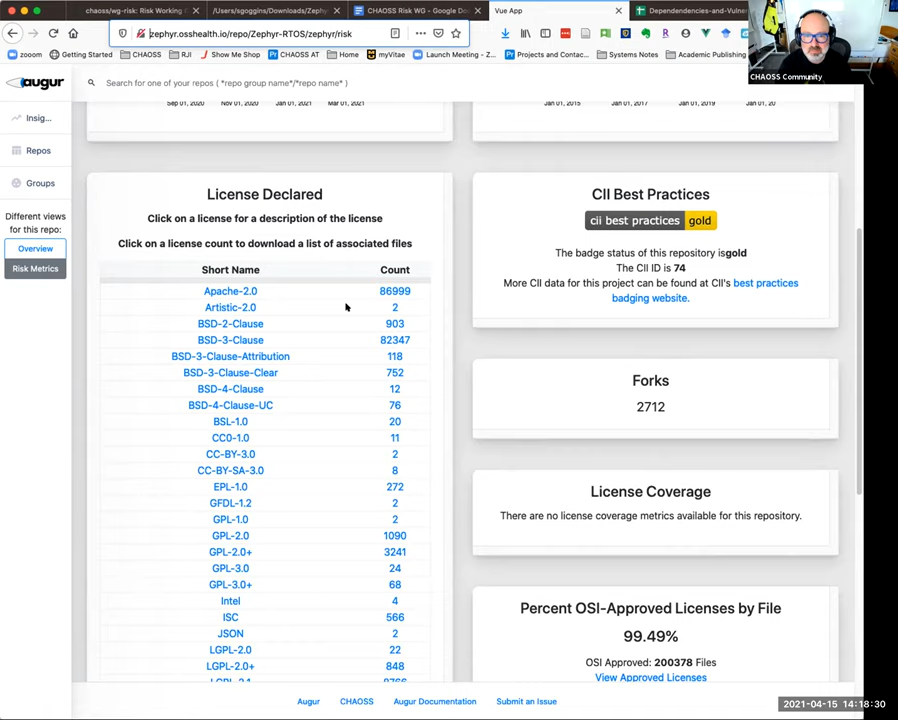 chaoss/wg-risk: Risk Working
/Users/sgoggins/Downloads/Zeph
CHAOSS Risk WG - Google Do
Vue App
Dependendencies-and-Vulne
zephyr.osshealth.io/repo/Zephyr-RTOS/zephyr/risk
zooom
Getting Started
CHAOSS
RJI
Show Me Shop
CHAOSS AT
Home
myVitae
Launch Meeting - Z...
Projects and Contac...
Systems Notes
Academic Publishing
CHAOSS Community
augur
Search for one of your repos ( *repo group name*/*repo name* )
Insig...
Repos
Groups
Different views
for this repo:
Overview
Risk Metrics
Sep 01, 2020 Nov 01, 2020 Jan 01, 2021 Mar 01, 2021
Jan 01, 2015 Jan 01, 2017 Jan 01, 2019 Jan 01, 20
License Declared
Click on a license for a description of the license
Click on a license count to download a list of associated files
Short Name Count
Apache-2.0 86999
Artistic-2.0 2
BSD-2-Clause 903
BSD-3-Clause 82347
BSD-3-Clause-Attribution 118
BSD-3-Clause-Clear 752
BSD-4-Clause 12
BSD-4-Clause-UC 76
BSL-1.0 20
CC0-1.0 11
CC-BY-3.0 2
CC-BY-SA-3.0 8
EPL-1.0 272
GFDL-1.2 2
GPL-1.0 2
GPL-2.0 1090
GPL-2.0+ 3241
GPL-3.0 24
GPL-3.0+ 68
Intel 4
ISC 566
JSON 2
LGPL-2.0 22
LGPL-2.0+ 848
CII Best Practices
cii best practices gold
The badge status of this repository isgold
The CII ID is 74
More CII data for this project can be found at CII's best practices
badging website.
Forks
2712
License Coverage
There are no license coverage metrics available for this repository.
Percent OSI-Approved Licenses by File
99.49%
OSI Approved: 200378 Files
View Approved Licenses
Augur
CHAOSS
Augur Documentation
Submit an Issue
2021-04-15 14:18:30